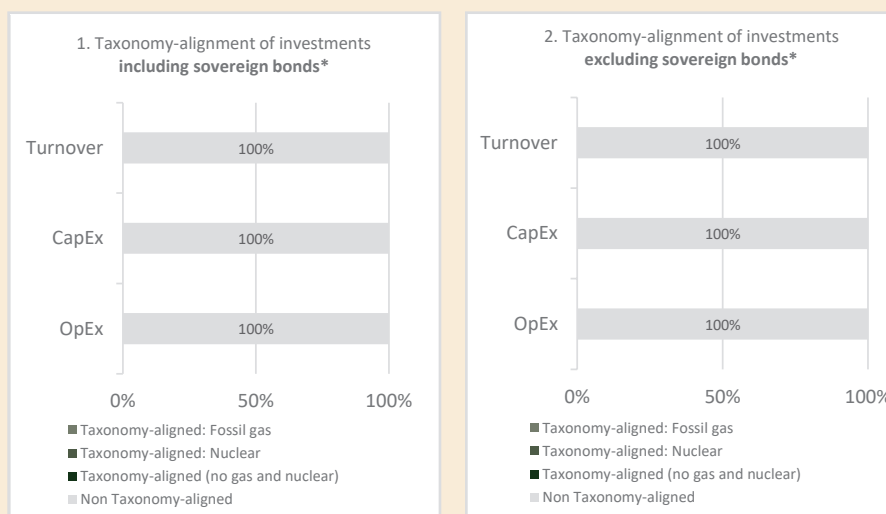 1. Taxonomy-alignment of investments
including sovereign bonds*
Turnover
100%
CapEx
100%
OpEx
100%
0%
50%
100%
Taxonomy-aligned: Fossil gas
Taxonomy-aligned: Nuclear
Taxonomy-aligned (no gas and nuclear)
Non Taxonomy-aligned
2. Taxonomy-alignment of investments
excluding sovereign bonds*
Turnover
100%
CapEx
100%
OpEx
100%
0%
50%
100%
Taxonomy-aligned: Fossil gas
Taxonomy-aligned: Nuclear
Taxonomy-aligned (no gas and nuclear)
Non Taxonomy-aligned